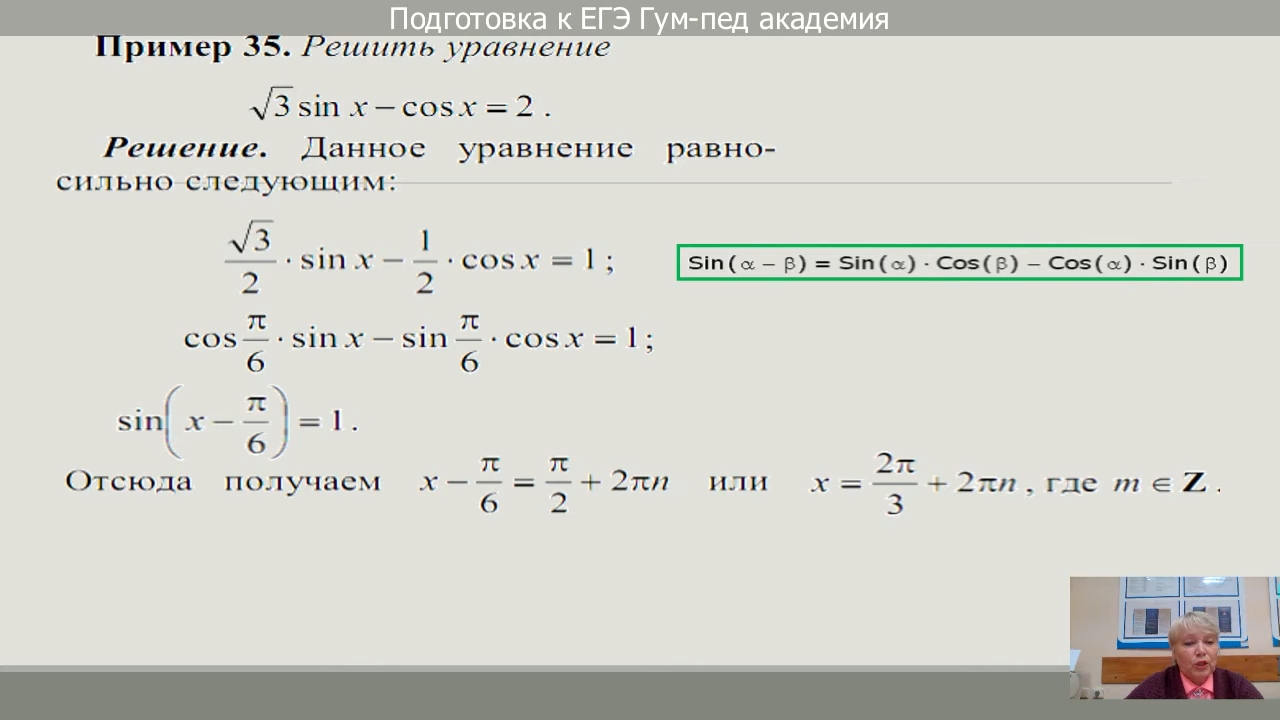 Подготовка к ЕГЭ Гум-пед академия
Пример 35. Решить уравнение
√3 sin x − cos x = 2 .
Решение. Данное уравнение равно-
сильно следующим:
√3/2 · sin x − 1/2 · cos x = 1 ;
Sin(α − β) = Sin(α) · Cos(β) − Cos(α) · Sin(β)
cos π/6 · sin x − sin π/6 · cos x = 1 ;
sin( x − π/6 ) = 1 .
Отсюда получаем x − π/6 = π/2 + 2πn или x = 2π/3 + 2πn , где m ∈ Z .